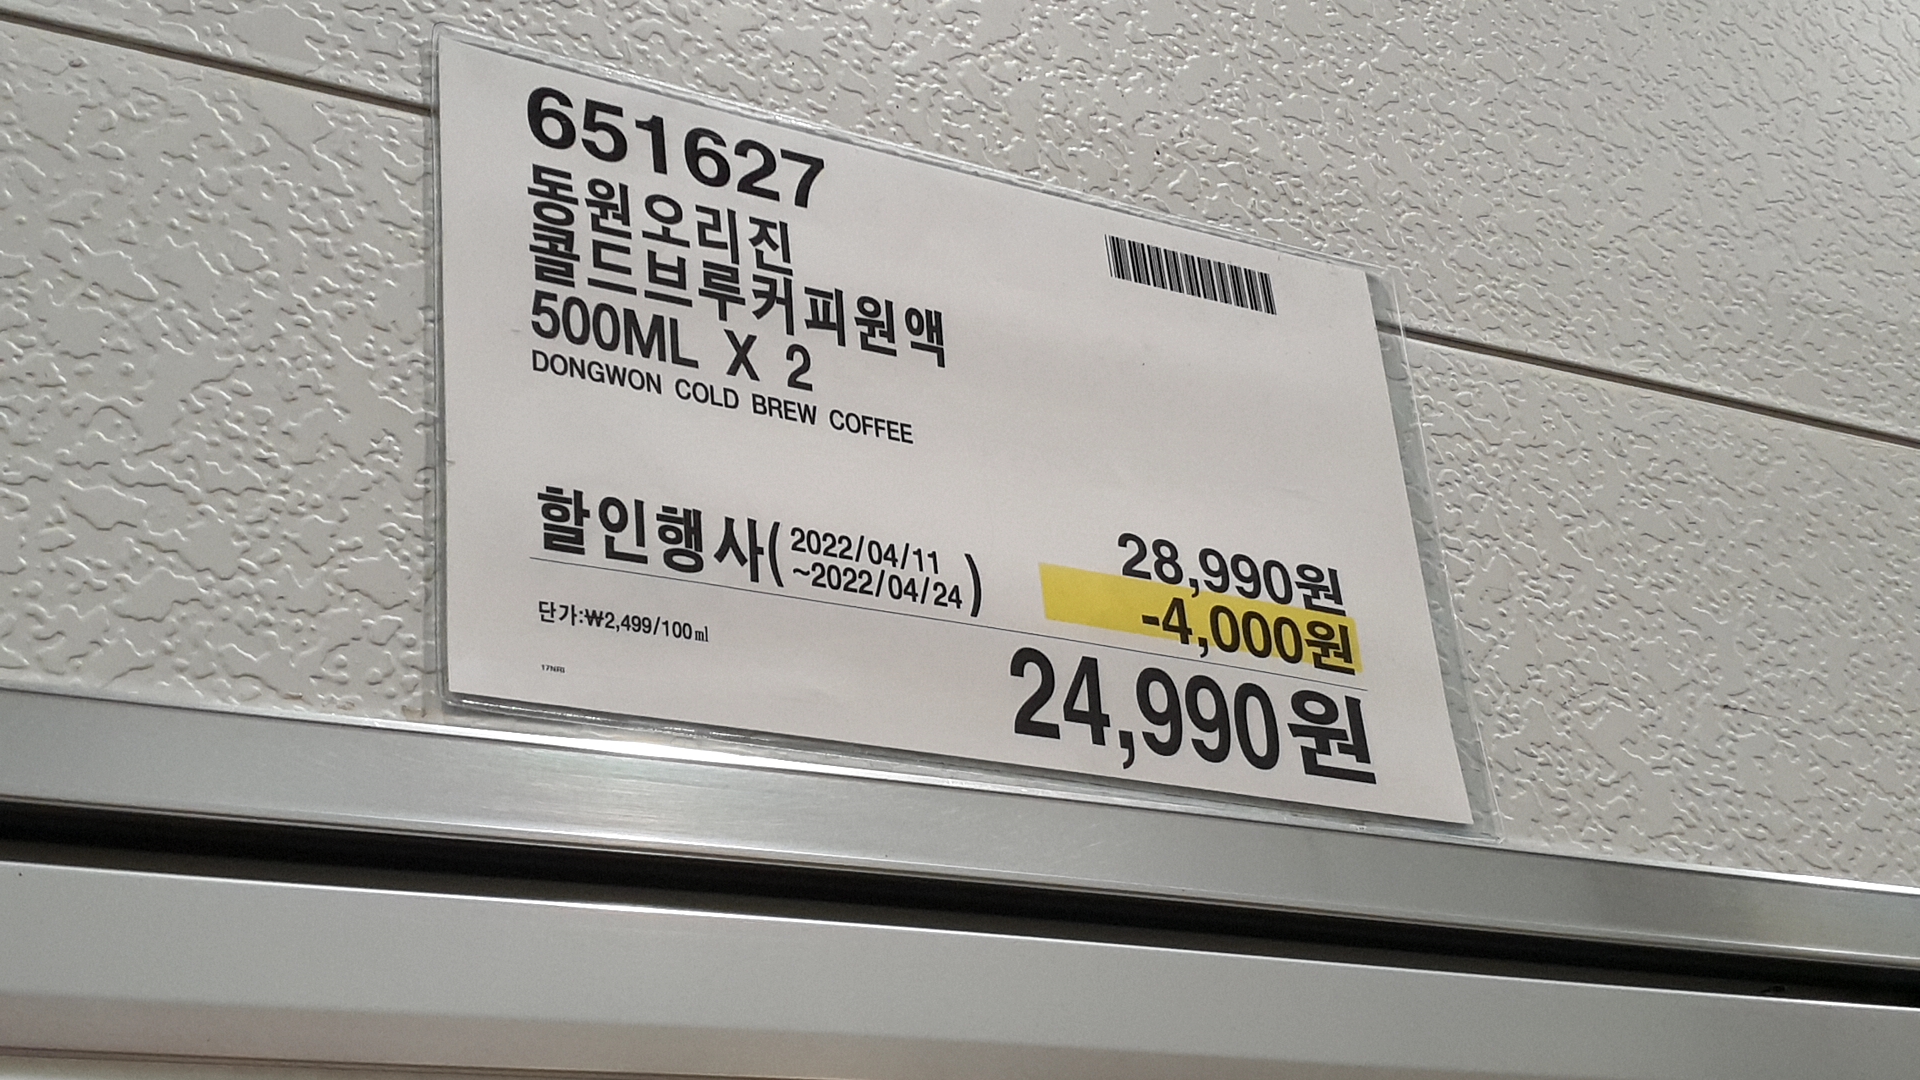 651627
동원오리진
콜드브루커피원액
500ML X 2
DONGWON COLD BREW COFFEE
할인행사(2022/04/11
~2022/04/24)
28,990원
-4,000원
단가:₩2,499/100㎖
24,990원